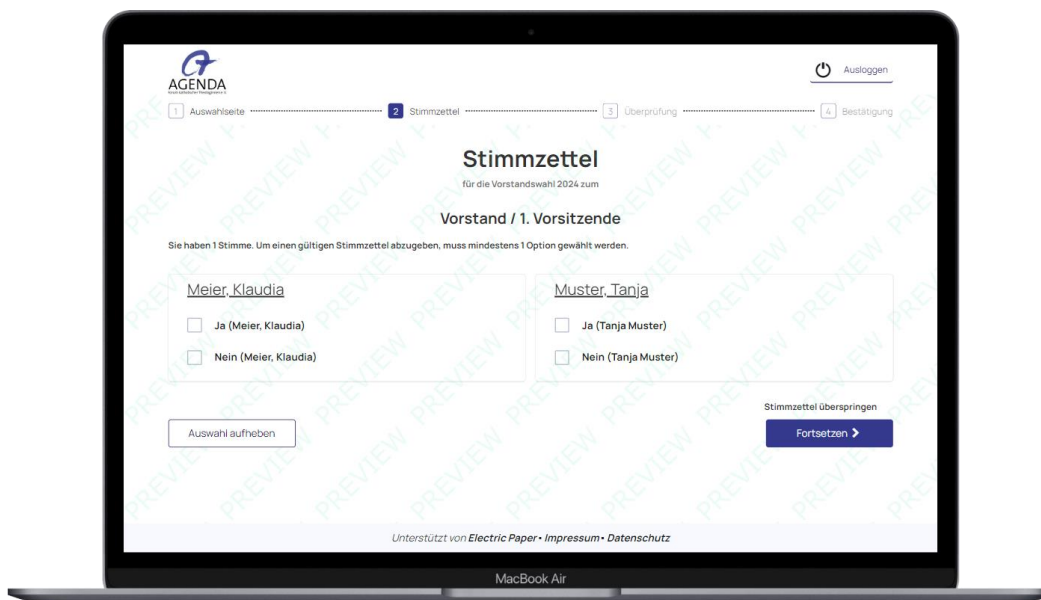 AGENDA
Ausloggen
1 Auswahlseite
2 Stimmzettel
3 Überprüfung
4 Bestätigung
Stimmzettel
für die Vorstandswahl 2024 zum
Vorstand / 1. Vorsitzende
Sie haben 1 Stimme. Um einen gültigen Stimmzettel abzugeben, muss mindestens 1 Option gewählt werden.
Meier, Klaudia
Ja (Meier, Klaudia)
Nein (Meier, Klaudia)
Muster, Tanja
Ja (Tanja Muster)
Nein (Tanja Muster)
Stimmzettel überspringen
Auswahl aufheben
Fortsetzen
Unterstützt von Electric Paper • Impressum • Datenschutz
MacBook Air
PREVIEW